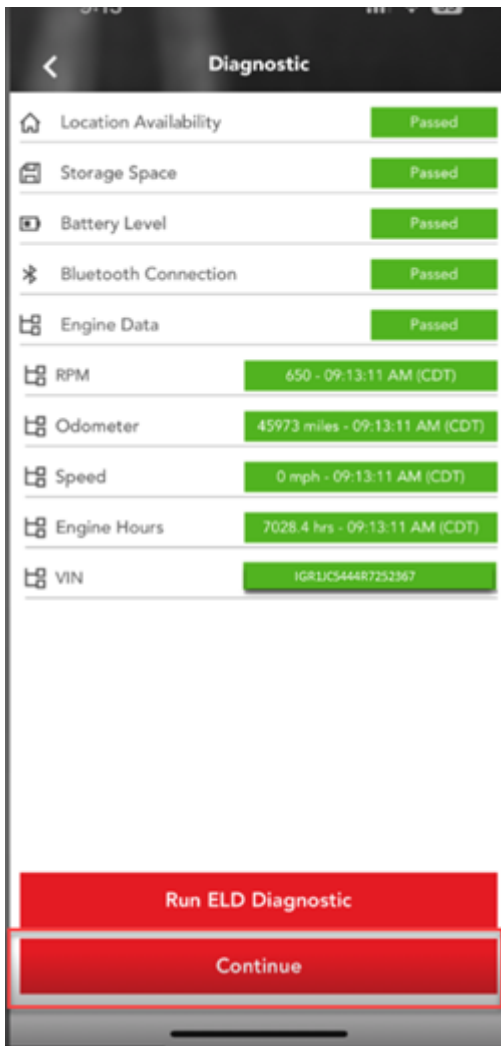 Diagnostic
Location Availability Passed
Storage Space Passed
Battery Level Passed
Bluetooth Connection Passed
Engine Data Passed
RPM 650 - 09:13:11 AM (CDT)
Odometer 45973 miles - 09:13:11 AM (CDT)
Speed 0 mph - 09:13:11 AM (CDT)
Engine Hours 7028.4 hrs - 09:13:11 AM (CDT)
VIN IGR1JC5444R7252367
Run ELD Diagnostic
Continue